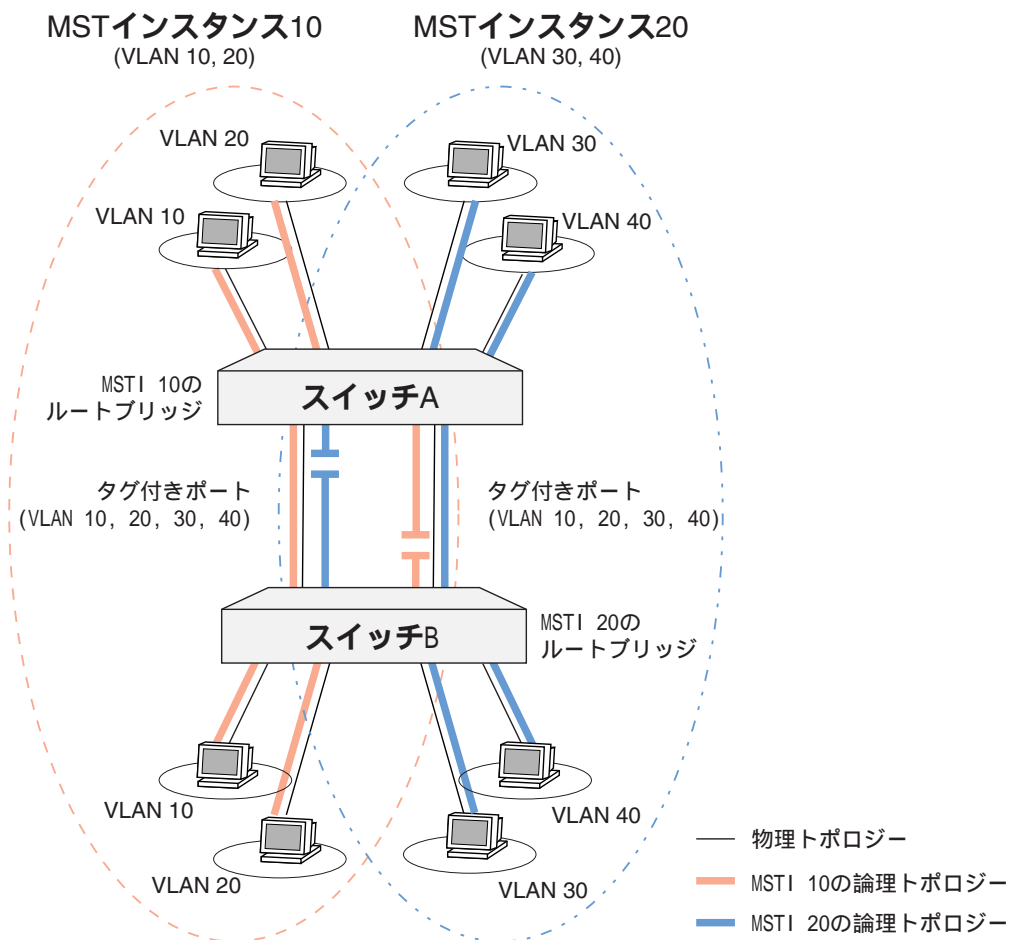 MSTインスタンス10
(VLAN 10, 20)
MSTインスタンス20
(VLAN 30, 40)
VLAN 20
VLAN 30
VLAN 10
VLAN 40
MSTI 10の
ルートブリッジ
スイッチA
タグ付きポート
(VLAN 10, 20, 30, 40)
タグ付きポート
(VLAN 10, 20, 30, 40)
スイッチB
MSTI 20の
ルートブリッジ
VLAN 10
VLAN 40
VLAN 20
VLAN 30
物理トポロジー
MSTI 10の論理トポロジー
MSTI 20の論理トポロジー